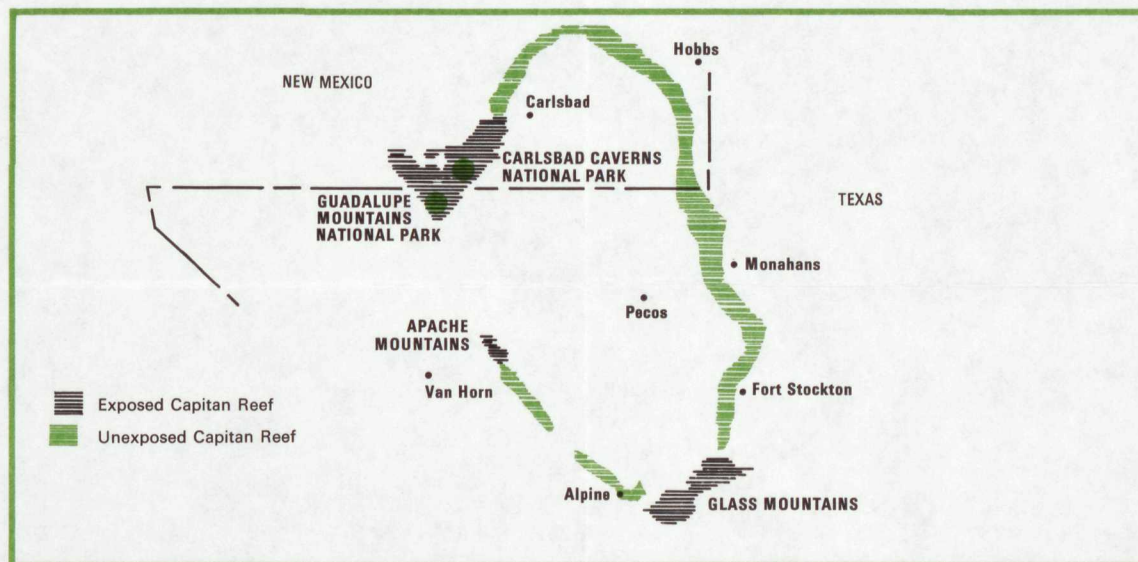 Hobbs
NEW MEXICO
Carlsbad
CARLSBAD CAVERNS
NATIONAL PARK
GUADALUPE
MOUNTAINS
NATIONAL PARK
TEXAS
Monahans
Pecos
APACHE
MOUNTAINS
Van Horn
Fort Stockton
Exposed Capitan Reef
Unexposed Capitan Reef
Alpine
GLASS MOUNTAINS